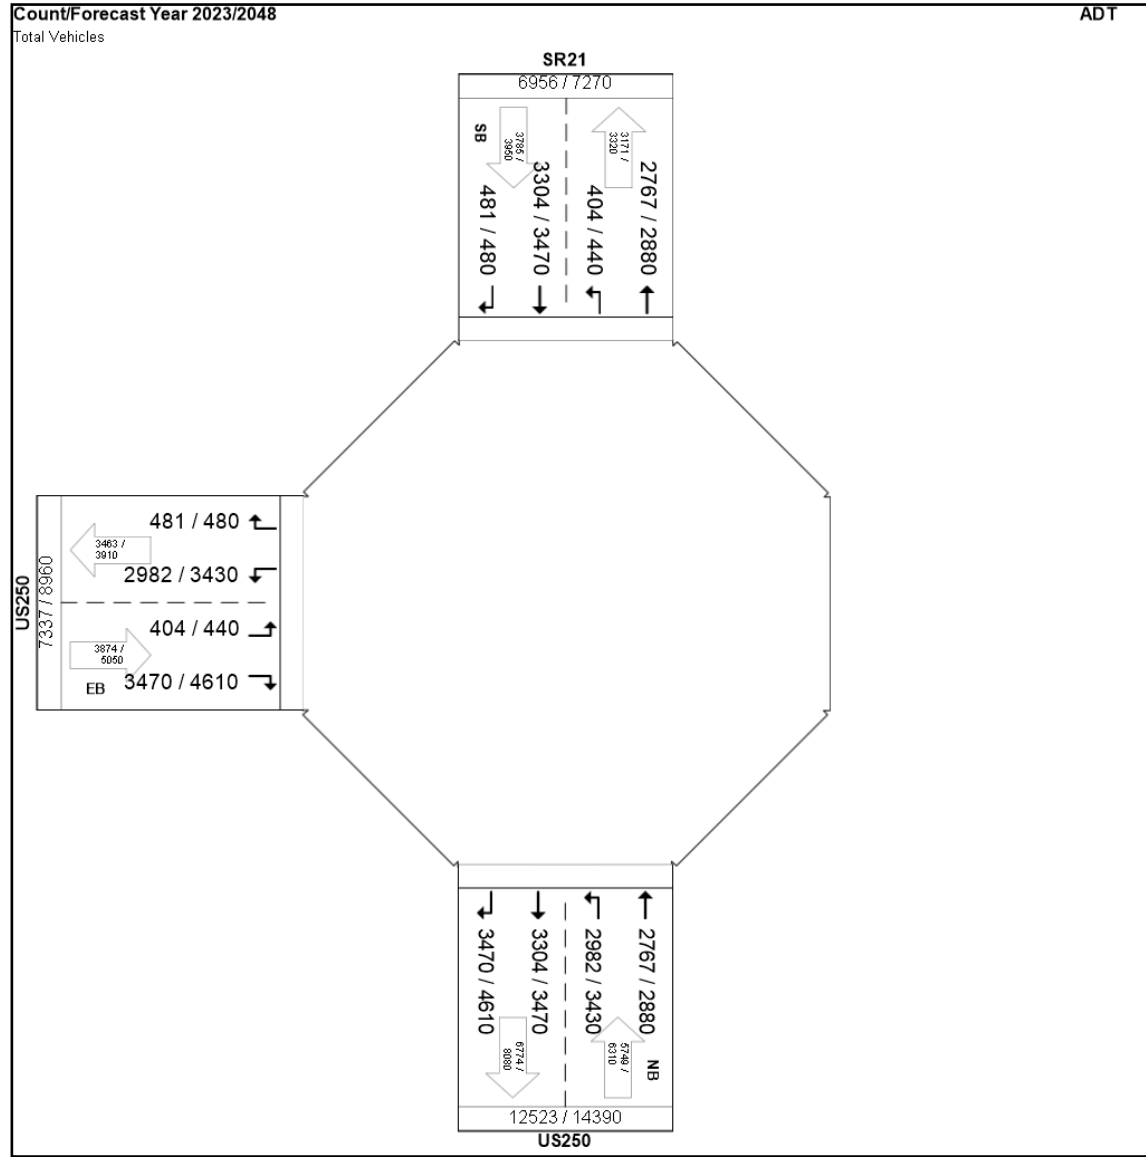 Count/Forecast Year 2023/2048
ADT
Total Vehicles
SR21
6956 / 7270
SB
3785 /
3950
3171 /
3320
481 / 480
3304 / 3470
404 / 440
2767 / 2880
US250
7337 / 8960
481 / 480
3463 /
3910
2982 / 3430
404 / 440
3874 /
5050
EB
3470 / 4610
3470 / 4610
3304 / 3470
2982 / 3430
2767 / 2880
6774 /
8080
5749 /
6310
NB
12523 / 14390
US250